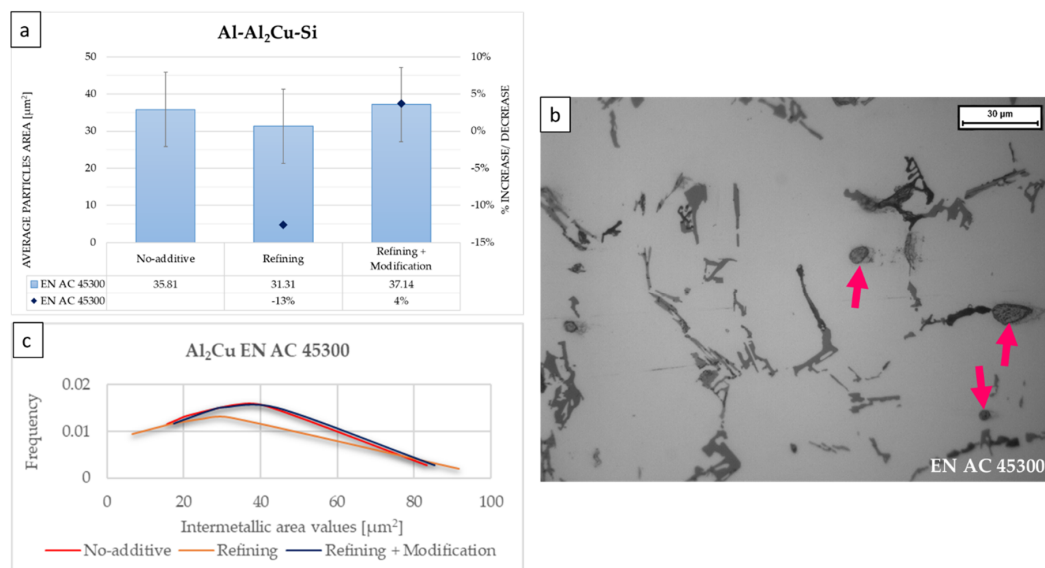 a
Al-Al₂Cu-Si
AVERAGE PARTICLES AREA [µm²]
50
40
30
20
10
0
10%
5%
0%
-5%
-10%
-15%
% INCREASE/ DECREASE
No-additive
Refining
Refining +
Modification
EN AC 45300 35.81 31.31 37.14
EN AC 45300 -13% 4%
b
30 µm
EN AC 45300
c
Al₂Cu EN AC 45300
Frequency
0.02
0.01
0
0 20 40 60 80 100
Intermetallic area values [µm²]
No-additive Refining Refining + Modification